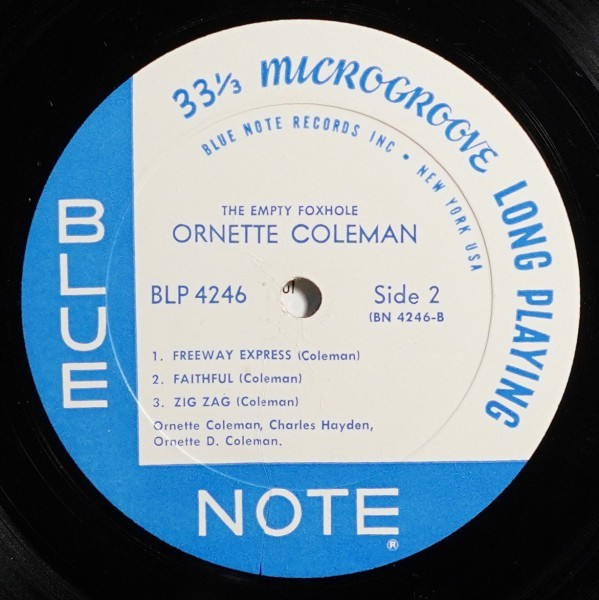 33⅓ MICROGROOVE LONG PLAYING
BLUE NOTE RECORDS INC • NEW YORK USA
THE EMPTY FOXHOLE
ORNETTE COLEMAN
BLP 4246
Side 2
(BN 4246-B
1. FREEWAY EXPRESS (Coleman)
2. FAITHFUL (Coleman)
3. ZIG ZAG (Coleman)
Ornette Coleman, Charles Hayden,
Ornette D. Coleman.
BLUE
NOTE®